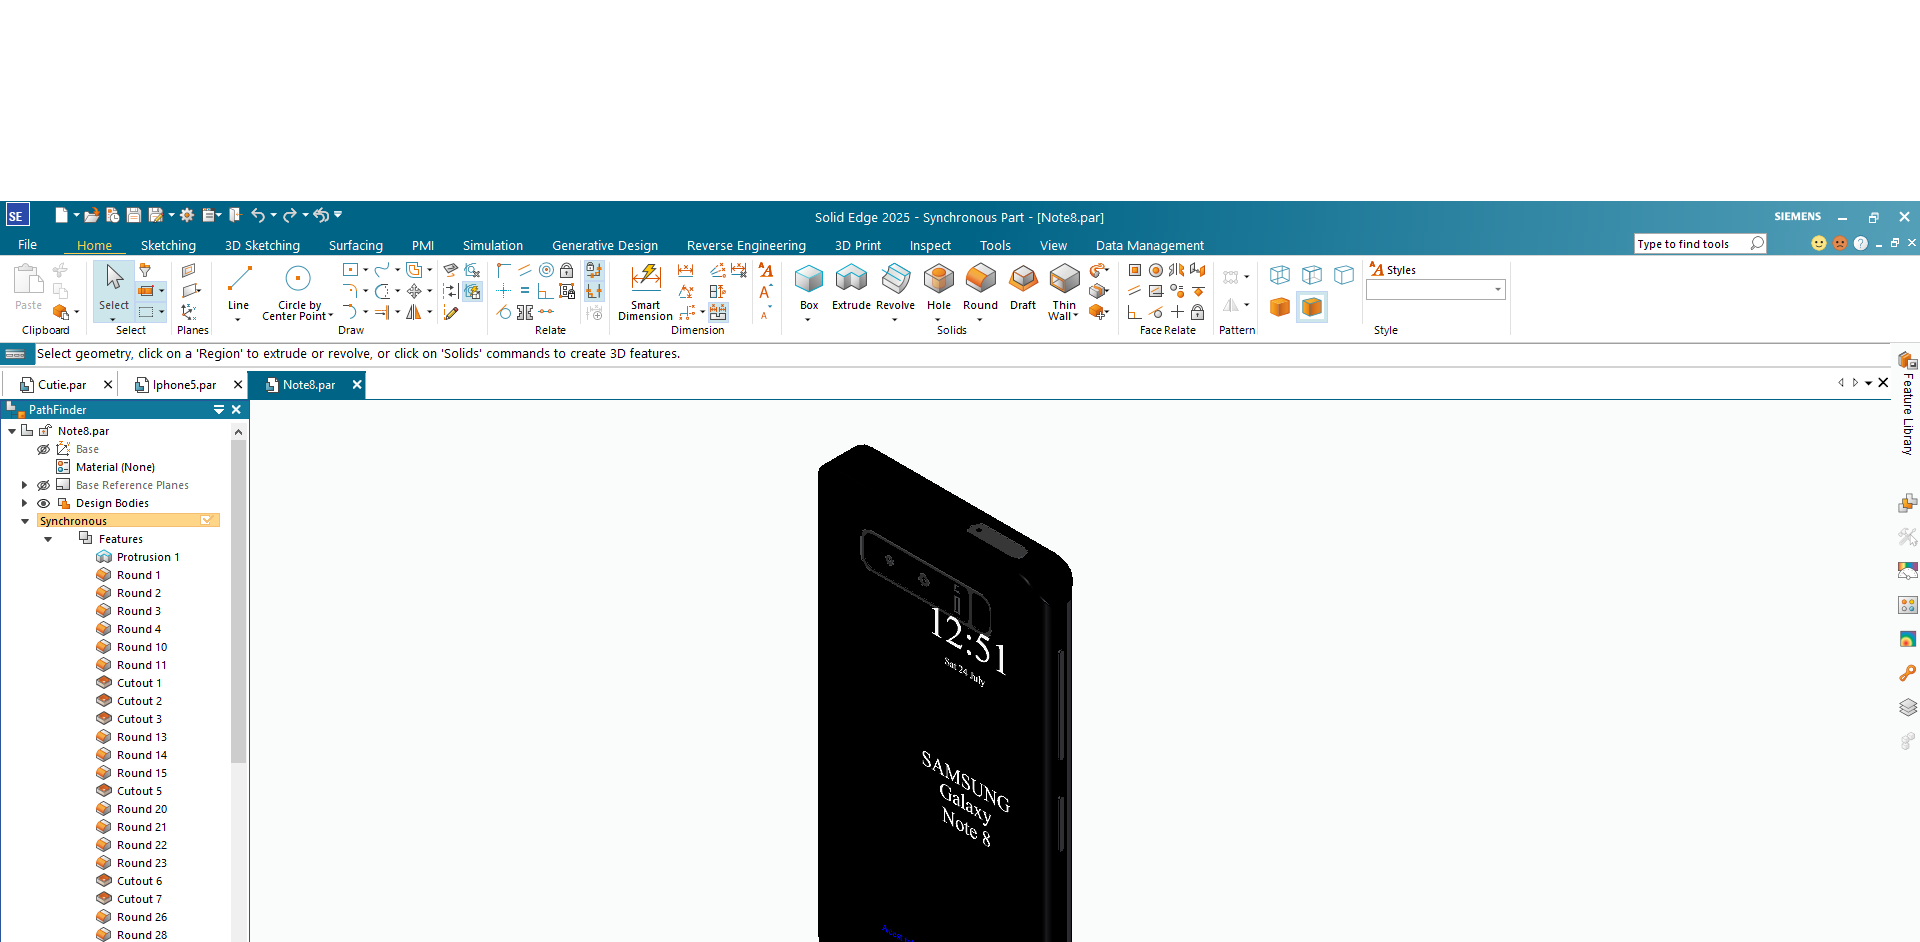 SE
Solid Edge 2025 - Synchronous Part - [Note8.par]
SIEMENS
File Home Sketching 3D Sketching Surfacing PMI Simulation Generative Design Reverse Engineering 3D Print Inspect Tools View Data Management
Type to find tools
Paste
Select
Line
Circle by
Center Point
Smart
Dimension
Box
Extrude
Revolve
Hole
Round
Draft
Thin
Wall
Styles
Clipboard
Select
Planes
Draw
Relate
Dimension
Solids
Face Relate
Pattern
Style
Select geometry, click on a 'Region' to extrude or revolve, or click on 'Solids' commands to create 3D features.
Cutie.par
Iphone5.par
Note8.par
Feature Library
PathFinder
Note8.par
Base
Material (None)
Base Reference Planes
Design Bodies
Synchronous
Features
Protrusion 1
Round 1
Round 2
Round 3
Round 4
Round 10
Round 11
Cutout 1
Cutout 2
Cutout 3
Round 13
Round 14
Round 15
Cutout 5
Round 20
Round 21
Round 22
Round 23
Cutout 6
Cutout 7
Round 26
Round 28
12:51
Sat 24 July
SAMSUNG
Galaxy
Note 8